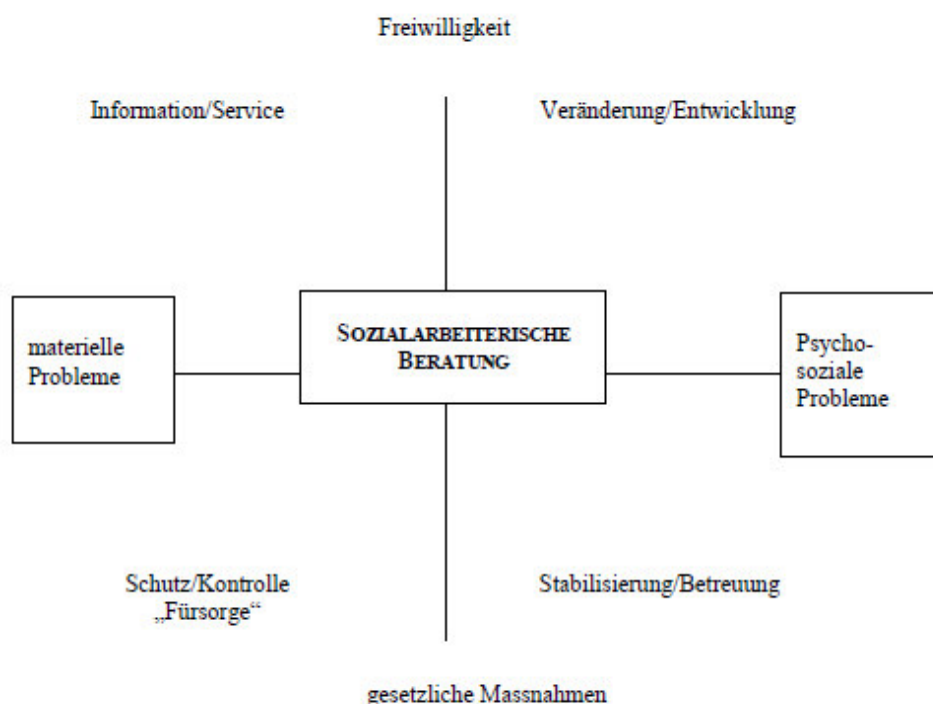 Freiwilligkeit
Information/Service
Veränderung/Entwicklung
SOZIALARBEITERISCHE
BERATUNG
materielle
Probleme
Psycho-
soziale
Probleme
Schutz/Kontrolle
„Fürsorge“
Stabilisierung/Betreuung
gesetzliche Massnahmen